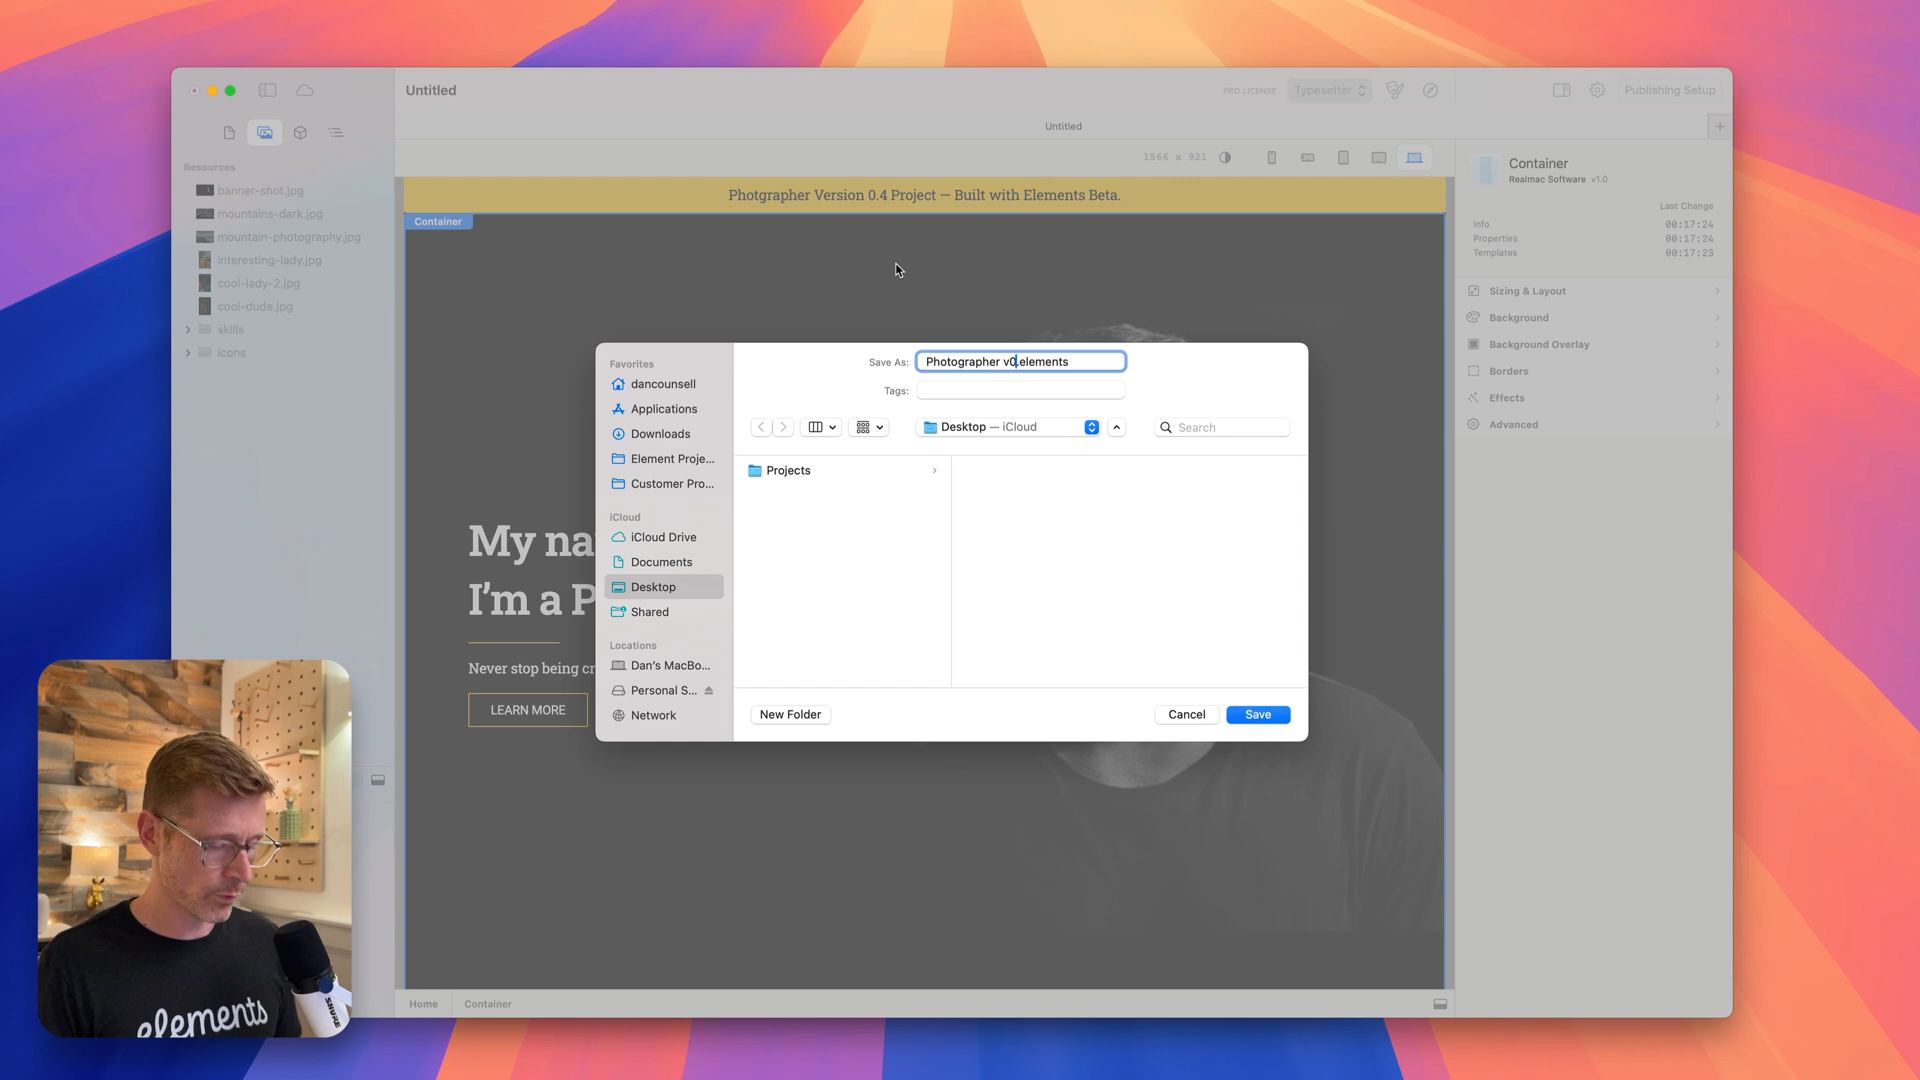 Untitled
PRO LICENSE
Typesetter
Publishing Setup
Untitled
Resources
banner-shot.jpg
mountains-dark.jpg
mountain-photography.jpg
interesting-lady.jpg
cool-lady-2.jpg
cool-dude.jpg
skills
icons
1566 x 921
Photgrapher Version 0.4 Project — Built with Elements Beta.
Container
My na
I'm a P
Never stop being cr
LEARN MORE
Favorites
dancounsell
Applications
Downloads
Element Proje...
Customer Pro...
iCloud
iCloud Drive
Documents
Desktop
Shared
Locations
Dan's MacBo...
Personal S...
Network
Save As:
Photographer v0.elements
Tags:
Desktop — iCloud
Search
Projects
New Folder
Cancel
Save
Container
Realmac Software v1.0
Last Change
Info 00:17:24
Properties 00:17:24
Templates 00:17:23
Sizing & Layout
Background
Background Overlay
Borders
Effects
Advanced
Home
Container
elements
SHURE